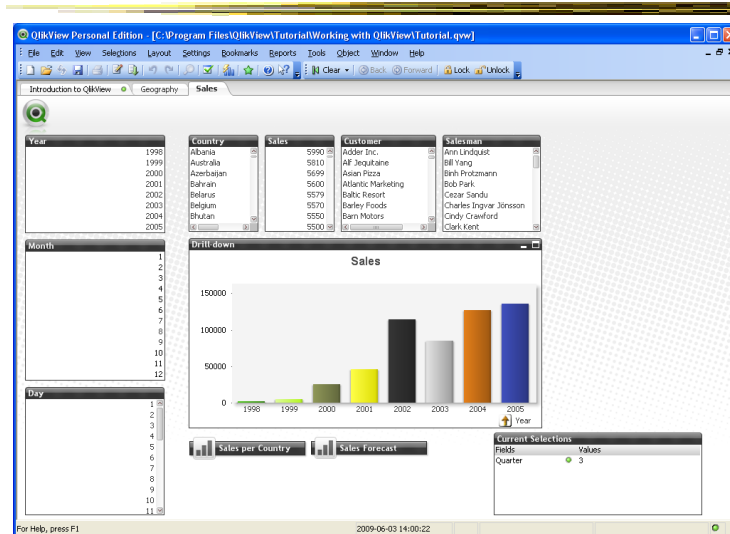 QlikView Personal Edition - [C:\Program Files\QlikView\Tutorial\Working with QlikView\Tutorial.qvw]
File Edit View Selections Layout Settings Bookmarks Reports Tools Object Window Help
Clear Back Forward Lock Unlock
Introduction to QlikView Geography Sales
Year
1998
1999
2000
2001
2002
2003
2004
2005
Country
Albania
Australia
Azerbaijan
Bahrain
Belarus
Belgium
Bhutan
Sales
5990
5810
5699
5600
5579
5570
5550
5500
Customer
Adder Inc.
Alf Jequitaine
Asian Pizza
Atlantic Marketing
Baltic Resort
Barley Foods
Barn Motors
Salesman
Ann Lindquist
Bill Yang
Binh Protzmann
Bob Park
Cezar Sandu
Charles Ingvar Jönsson
Cindy Crawford
Clark Kent
Month
1
2
3
4
5
6
7
8
9
10
11
12
Drill-down
Sales
150000
100000
50000
0
1998 1999 2000 2001 2002 2003 2004 2005
Year
Day
1
2
3
4
5
6
7
8
9
10
11
Sales per Country
Sales Forecast
Current Selections
Fields Values
Quarter 3
For Help, press F1 2009-06-03 14:00:22